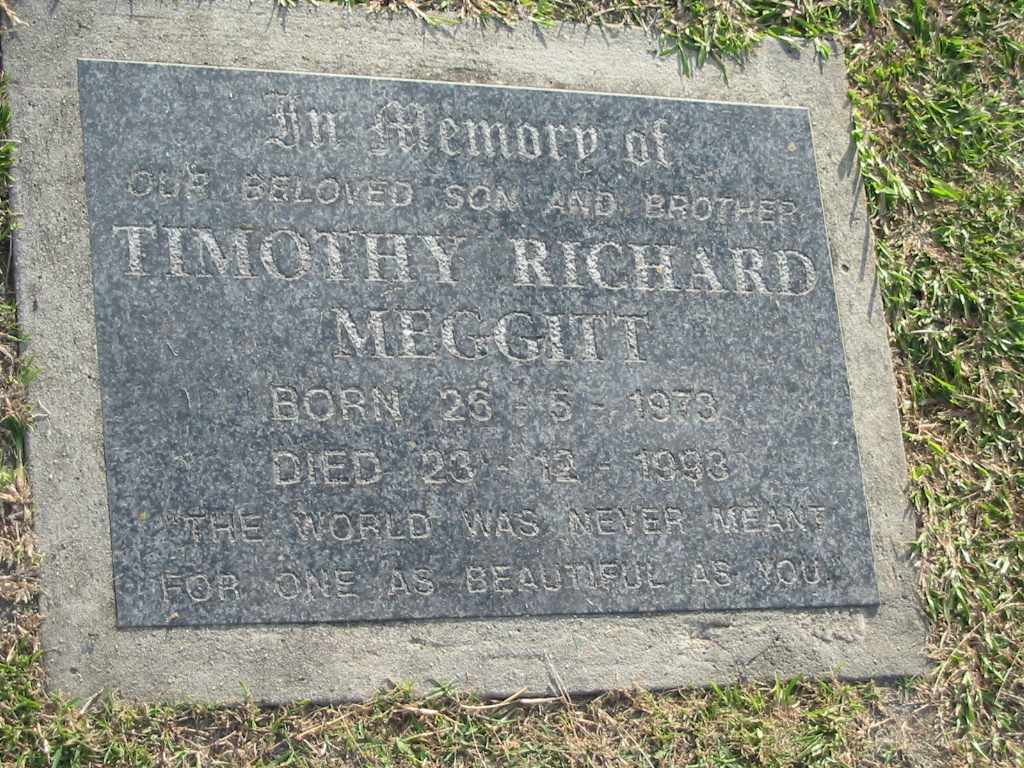 In Memory of
OUR BELOVED SON AND BROTHER
TIMOTHY RICHARD
MEGGITT
BORN 26 - 5 - 1973
DIED 23 - 12 - 1993
"THE WORLD WAS NEVER MEANT
FOR ONE AS BEAUTIFUL AS YOU."